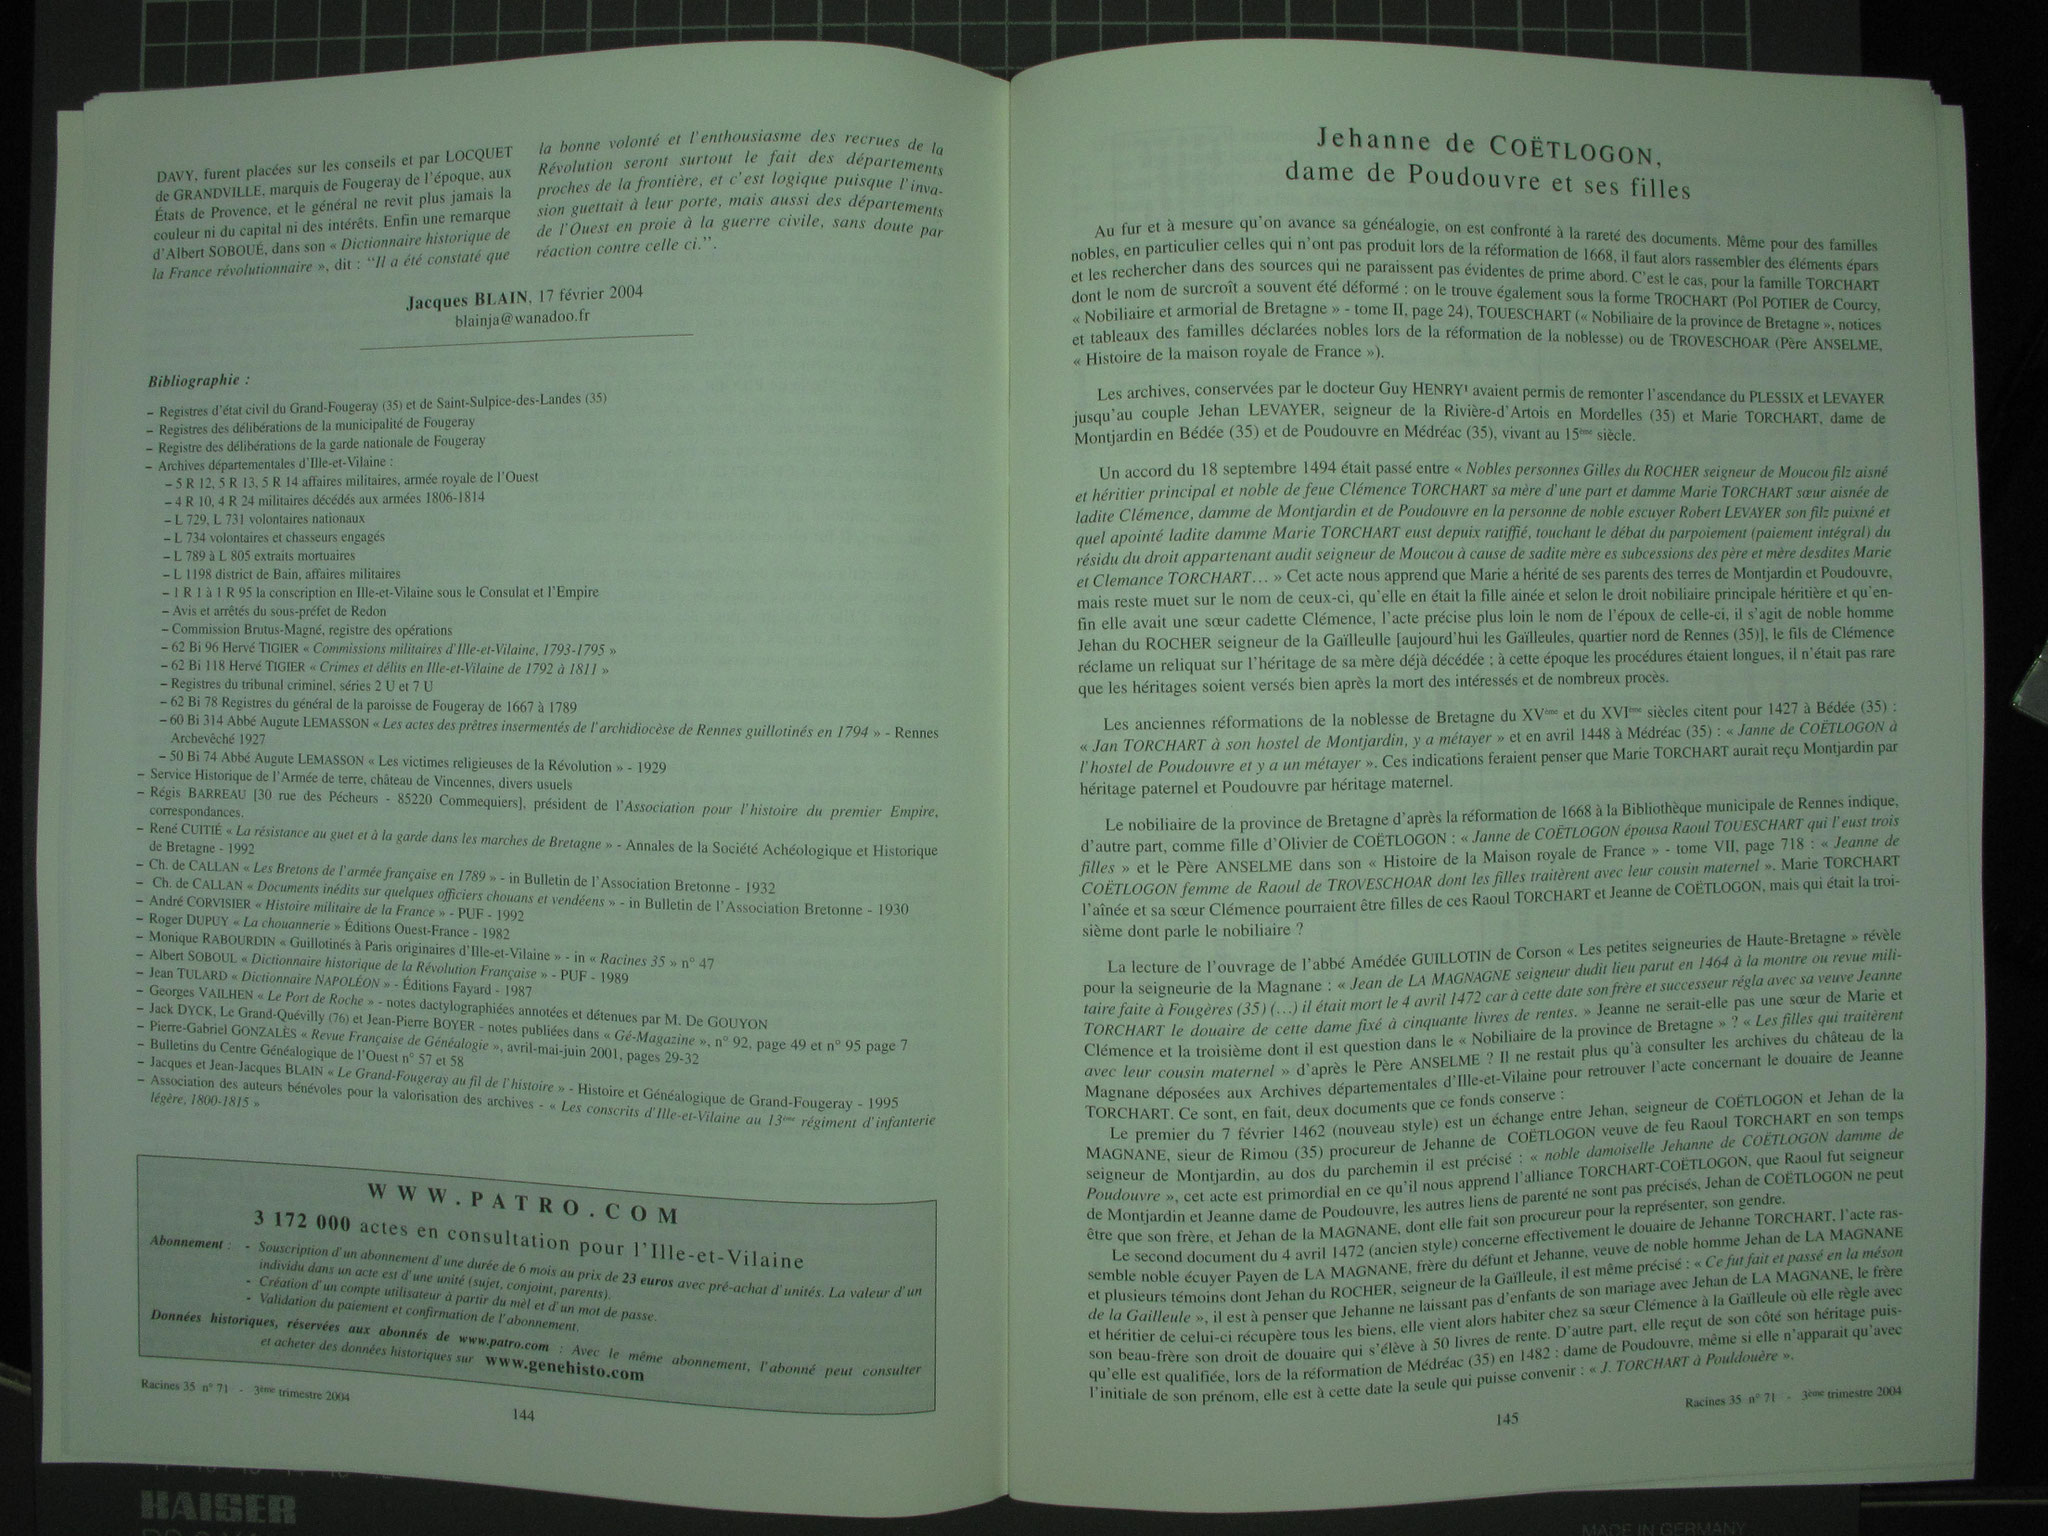 DAVY, furent placées sur les conseils et par LOCQUET
de GRANDVILLE, marquis de Fougeray de l'époque, aux
États de Provence, et le général ne revit plus jamais la
couleur ni du capital ni des intérêts. Enfin une remarque
d'Albert SOBOUÉ, dans son « Dictionnaire historique de
la France révolutionnaire », dit : “Il a été constaté que
la bonne volonté et l'enthousiasme des recrues de la
Révolution seront surtout le fait des départements
proches de la frontière, et c'est logique puisque l'inva-
sion guettait à leur porte, mais aussi des départements
de l'Ouest en proie à la guerre civile, sans doute par
réaction contre celle ci.”.
Jacques BLAIN, 17 février 2004
blainja@wanadoo.fr
Bibliographie :
– Registres d'état civil du Grand-Fougeray (35) et de Saint-Sulpice-des-Landes (35)
– Registres des délibérations de la municipalité de Fougeray
– Registre des délibérations de la garde nationale de Fougeray
– Archives départementales d'Ille-et-Vilaine :
– 5 R 12, 5 R 13, 5 R 14 affaires militaires, armée royale de l'Ouest
– 4 R 10, 4 R 24 militaires décédés aux armées 1806-1814
– L 729, L 731 volontaires nationaux
– L 734 volontaires et chasseurs engagés
– L 789 à L 805 extraits mortuaires
– L 1198 district de Bain, affaires militaires
– 1 R 1 à 1 R 95 la conscription en Ille-et-Vilaine sous le Consulat et l'Empire
– Avis et arrêtés du sous-préfet de Redon
– Commission Brutus-Magné, registre des opérations
– 62 Bi 96 Hervé TIGIER « Commissions militaires d'Ille-et-Vilaine, 1793-1795 »
– 62 Bi 118 Hervé TIGIER « Crimes et délits en Ille-et-Vilaine de 1792 à 1811 »
– Registres du tribunal criminel, séries 2 U et 7 U
– 62 Bi 78 Registres du général de la paroisse de Fougeray de 1667 à 1789
– 60 Bi 314 Abbé Augute LEMASSON « Les actes des prêtres insermentés de l'archidiocèse de Rennes guillotinés en 1794 » - Rennes
Archevêché 1927
– 50 Bi 74 Abbé Augute LEMASSON « Les victimes religieuses de la Révolution » - 1929
– Service Historique de l'Armée de terre, château de Vincennes, divers usuels
– Régis BARREAU [30 rue des Pécheurs - 85220 Commequiers], président de l'Association pour l'histoire du premier Empire,
correspondances.
– René CUITIÉ « La résistance au guet et à la garde dans les marches de Bretagne » - Annales de la Société Achéologique et Historique
de Bretagne - 1992
– Ch. de CALLAN « Les Bretons de l'armée française en 1789 » - in Bulletin de l'Association Bretonne - 1932
– Ch. de CALLAN « Documents inédits sur quelques officiers chouans et vendéens » - in Bulletin de l'Association Bretonne - 1930
– André CORVISIER « Histoire militaire de la France » - PUF - 1992
– Roger DUPUY « La chouannerie » Éditions Ouest-France - 1982
– Monique RABOURDIN « Guillotinés à Paris originaires d'Ille-et-Vilaine » - in « Racines 35 » n° 47
– Albert SOBOUL « Dictionnaire historique de la Révolution Française » - PUF - 1989
– Jean TULARD « Dictionnaire NAPOLÉON » - Éditions Fayard - 1987
– Georges VAILHEN « Le Port de Roche » - notes dactylographiées annotées et détenues par M. De GOUYON
– Jack DYCK, Le Grand-Quévilly (76) et Jean-Pierre BOYER - notes publiées dans « Gé-Magazine », n° 92, page 49 et n° 95 page 7
– Pierre-Gabriel GONZALÈS « Revue Française de Généalogie », avril-mai-juin 2001, pages 29-32
– Bulletins du Centre Généalogique de l'Ouest n° 57 et 58
– Jacques et Jean-Jacques BLAIN « Le Grand-Fougeray au fil de l'histoire » - Histoire et Généalogique de Grand-Fougeray - 1995
– Association des auteurs bénévoles pour la valorisation des archives - « Les conscrits d'Ille-et-Vilaine au 13ème régiment d'infanterie
légère, 1800-1815 »
WWW.PATRO.COM
3 172 000 actes en consultation pour l'Ille-et-Vilaine
Abonnement : - Souscription d'un abonnement d'une durée de 6 mois au prix de 23 euros avec pré-achat d'unités. La valeur d'un
individu dans un acte est d'une unité (sujet, conjoint, parents).
- Création d'un compte utilisateur à partir du mèl et d'un mot de passe.
- Validation du paiement et confirmation de l'abonnement.
Données historiques, réservées aux abonnés de www.patro.com : Avec le même abonnement, l'abonné peut consulter
et acheter des données historiques sur www.genehisto.com
Racines 35 n° 71 - 3ème trimestre 2004
144
Jehanne de COËTLOGON,
dame de Poudouvre et ses filles
Au fur et à mesure qu'on avance sa généalogie, on est confronté à la rareté des documents. Même pour des familles
nobles, en particulier celles qui n'ont pas produit lors de la réformation de 1668, il faut alors rassembler des éléments épars
et les rechercher dans des sources qui ne paraissent pas évidentes de prime abord. C'est le cas, pour la famille TORCHART
dont le nom de surcroît a souvent été déformé : on le trouve également sous la forme TROCHART (Pol POTIER de Courcy,
« Nobiliaire et armorial de Bretagne » - tome II, page 24), TOUESCHART (« Nobiliaire de la province de Bretagne », notices
et tableaux des familles déclarées nobles lors de la réformation de la noblesse) ou de TROVESCHOAR (Père ANSELME,
« Histoire de la maison royale de France »).
Les archives, conservées par le docteur Guy HENRY¹ avaient permis de remonter l'ascendance du PLESSIX et LEVAYER
jusqu'au couple Jehan LEVAYER, seigneur de la Rivière-d'Artois en Mordelles (35) et Marie TORCHART, dame de
Montjardin en Bédée (35) et de Poudouvre en Médréac (35), vivant au 15ème siècle.
Un accord du 18 septembre 1494 était passé entre « Nobles personnes Gilles du ROCHER seigneur de Moucou filz aisné
et héritier principal et noble de feue Clémence TORCHART sa mère d'une part et damme Marie TORCHART sœur aisnée de
ladite Clémence, damme de Montjardin et de Poudouvre en la personne de noble escuyer Robert LEVAYER son filz puixné et
quel apointé ladite damme Marie TORCHART eust depuix ratiffié, touchant le débat du parpoiement (paiement intégral) du
résidu du droit appartenant audit seigneur de Moucou à cause de sadite mère es subcessions des père et mère desdites Marie
et Clemance TORCHART… » Cet acte nous apprend que Marie a hérité de ses parents des terres de Montjardin et Poudouvre,
mais reste muet sur le nom de ceux-ci, qu'elle en était la fille ainée et selon le droit nobiliaire principale héritière et qu'en-
fin elle avait une sœur cadette Clémence, l'acte précise plus loin le nom de l'époux de celle-ci, il s'agit de noble homme
Jehan du ROCHER seigneur de la Gaïlleulle [aujourd'hui les Gaïlleules, quartier nord de Rennes (35)], le fils de Clémence
réclame un reliquat sur l'héritage de sa mère déjà décédée ; à cette époque les procédures étaient longues, il n'était pas rare
que les héritages soient versés bien après la mort des intéressés et de nombreux procès.
Les anciennes réformations de la noblesse de Bretagne du XVème et du XVIème siècles citent pour 1427 à Bédée (35) :
« Jan TORCHART à son hostel de Montjardin, y a métayer » et en avril 1448 à Médréac (35) : « Janne de COËTLOGON à
l'hostel de Poudouvre et y a un métayer ». Ces indications feraient penser que Marie TORCHART aurait reçu Montjardin par
héritage paternel et Poudouvre par héritage maternel.
Le nobiliaire de la province de Bretagne d'après la réformation de 1668 à la Bibliothèque municipale de Rennes indique,
d'autre part, comme fille d'Olivier de COËTLOGON : « Janne de COËTLOGON épousa Raoul TOUESCHART qui l'eust trois
filles » et le Père ANSELME dans son « Histoire de la Maison royale de France » - tome VII, page 718 : « Jeanne de
COËTLOGON femme de Raoul de TROVESCHOAR dont les filles traitèrent avec leur cousin maternel ». Marie TORCHART
l'aînée et sa sœur Clémence pourraient être filles de ces Raoul TORCHART et Jeanne de COËTLOGON, mais qui était la troi-
sième dont parle le nobiliaire ?
La lecture de l'ouvrage de l'abbé Amédée GUILLOTIN de Corson « Les petites seigneuries de Haute-Bretagne » révèle
pour la seigneurie de la Magnane : « Jean de LA MAGNAGNE seigneur dudit lieu parut en 1464 à la montre ou revue mili-
taire faite à Fougères (35) (…) il était mort le 4 avril 1472 car à cette date son frère et successeur régla avec sa veuve Jeanne
TORCHART le douaire de cette dame fixé à cinquante livres de rentes. » Jeanne ne serait-elle pas une sœur de Marie et
Clémence et la troisième dont il est question dans le « Nobiliaire de la province de Bretagne » ? « Les filles qui traitèrent
avec leur cousin maternel » d'après le Père ANSELME ? Il ne restait plus qu'à consulter les archives du château de la
Magnane déposées aux Archives départementales d'Ille-et-Vilaine pour retrouver l'acte concernant le douaire de Jeanne
TORCHART. Ce sont, en fait, deux documents que ce fonds conserve :
Le premier du 7 février 1462 (nouveau style) est un échange entre Jehan, seigneur de COËTLOGON et Jehan de la
MAGNANE, sieur de Rimou (35) procureur de Jehanne de COËTLOGON veuve de feu Raoul TORCHART en son temps
seigneur de Montjardin, au dos du parchemin il est précisé : « noble damoiselle Jehanne de COËTLOGON damme de
Poudouvre », cet acte est primordial en ce qu'il nous apprend l'alliance TORCHART-COËTLOGON, que Raoul fut seigneur
de Montjardin et Jeanne dame de Poudouvre, les autres liens de parenté ne sont pas précisés, Jehan de COËTLOGON ne peut
être que son frère, et Jehan de la MAGNANE, dont elle fait son procureur pour la représenter, son gendre.
Le second document du 4 avril 1472 (ancien style) concerne effectivement le douaire de Jehanne TORCHART, l'acte ras-
semble noble écuyer Payen de LA MAGNANE, frère du défunt et Jehanne, veuve de noble homme Jehan de LA MAGNANE
et plusieurs témoins dont Jehan du ROCHER, seigneur de la Gaïlleule, il est même précisé : « Ce fut fait et passé en la méson
de la Gailleule », il est à penser que Jehanne ne laissant pas d'enfants de son mariage avec Jehan de LA MAGNANE, le frère
et héritier de celui-ci récupère tous les biens, elle vient alors habiter chez sa sœur Clémence à la Gaïlleule où elle règle avec
son beau-frère son droit de douaire qui s'élève à 50 livres de rente. D'autre part, elle reçut de son côté son héritage puis-
qu'elle est qualifiée, lors de la réformation de Médréac (35) en 1482 : dame de Poudouvre, même si elle n'apparait qu'avec
l'initiale de son prénom, elle est à cette date la seule qui puisse convenir : « J. TORCHART à Pouldouère ».
Racines 35 n° 71 - 3ème trimestre 2004
145
KAISER
MADE IN GERMANY